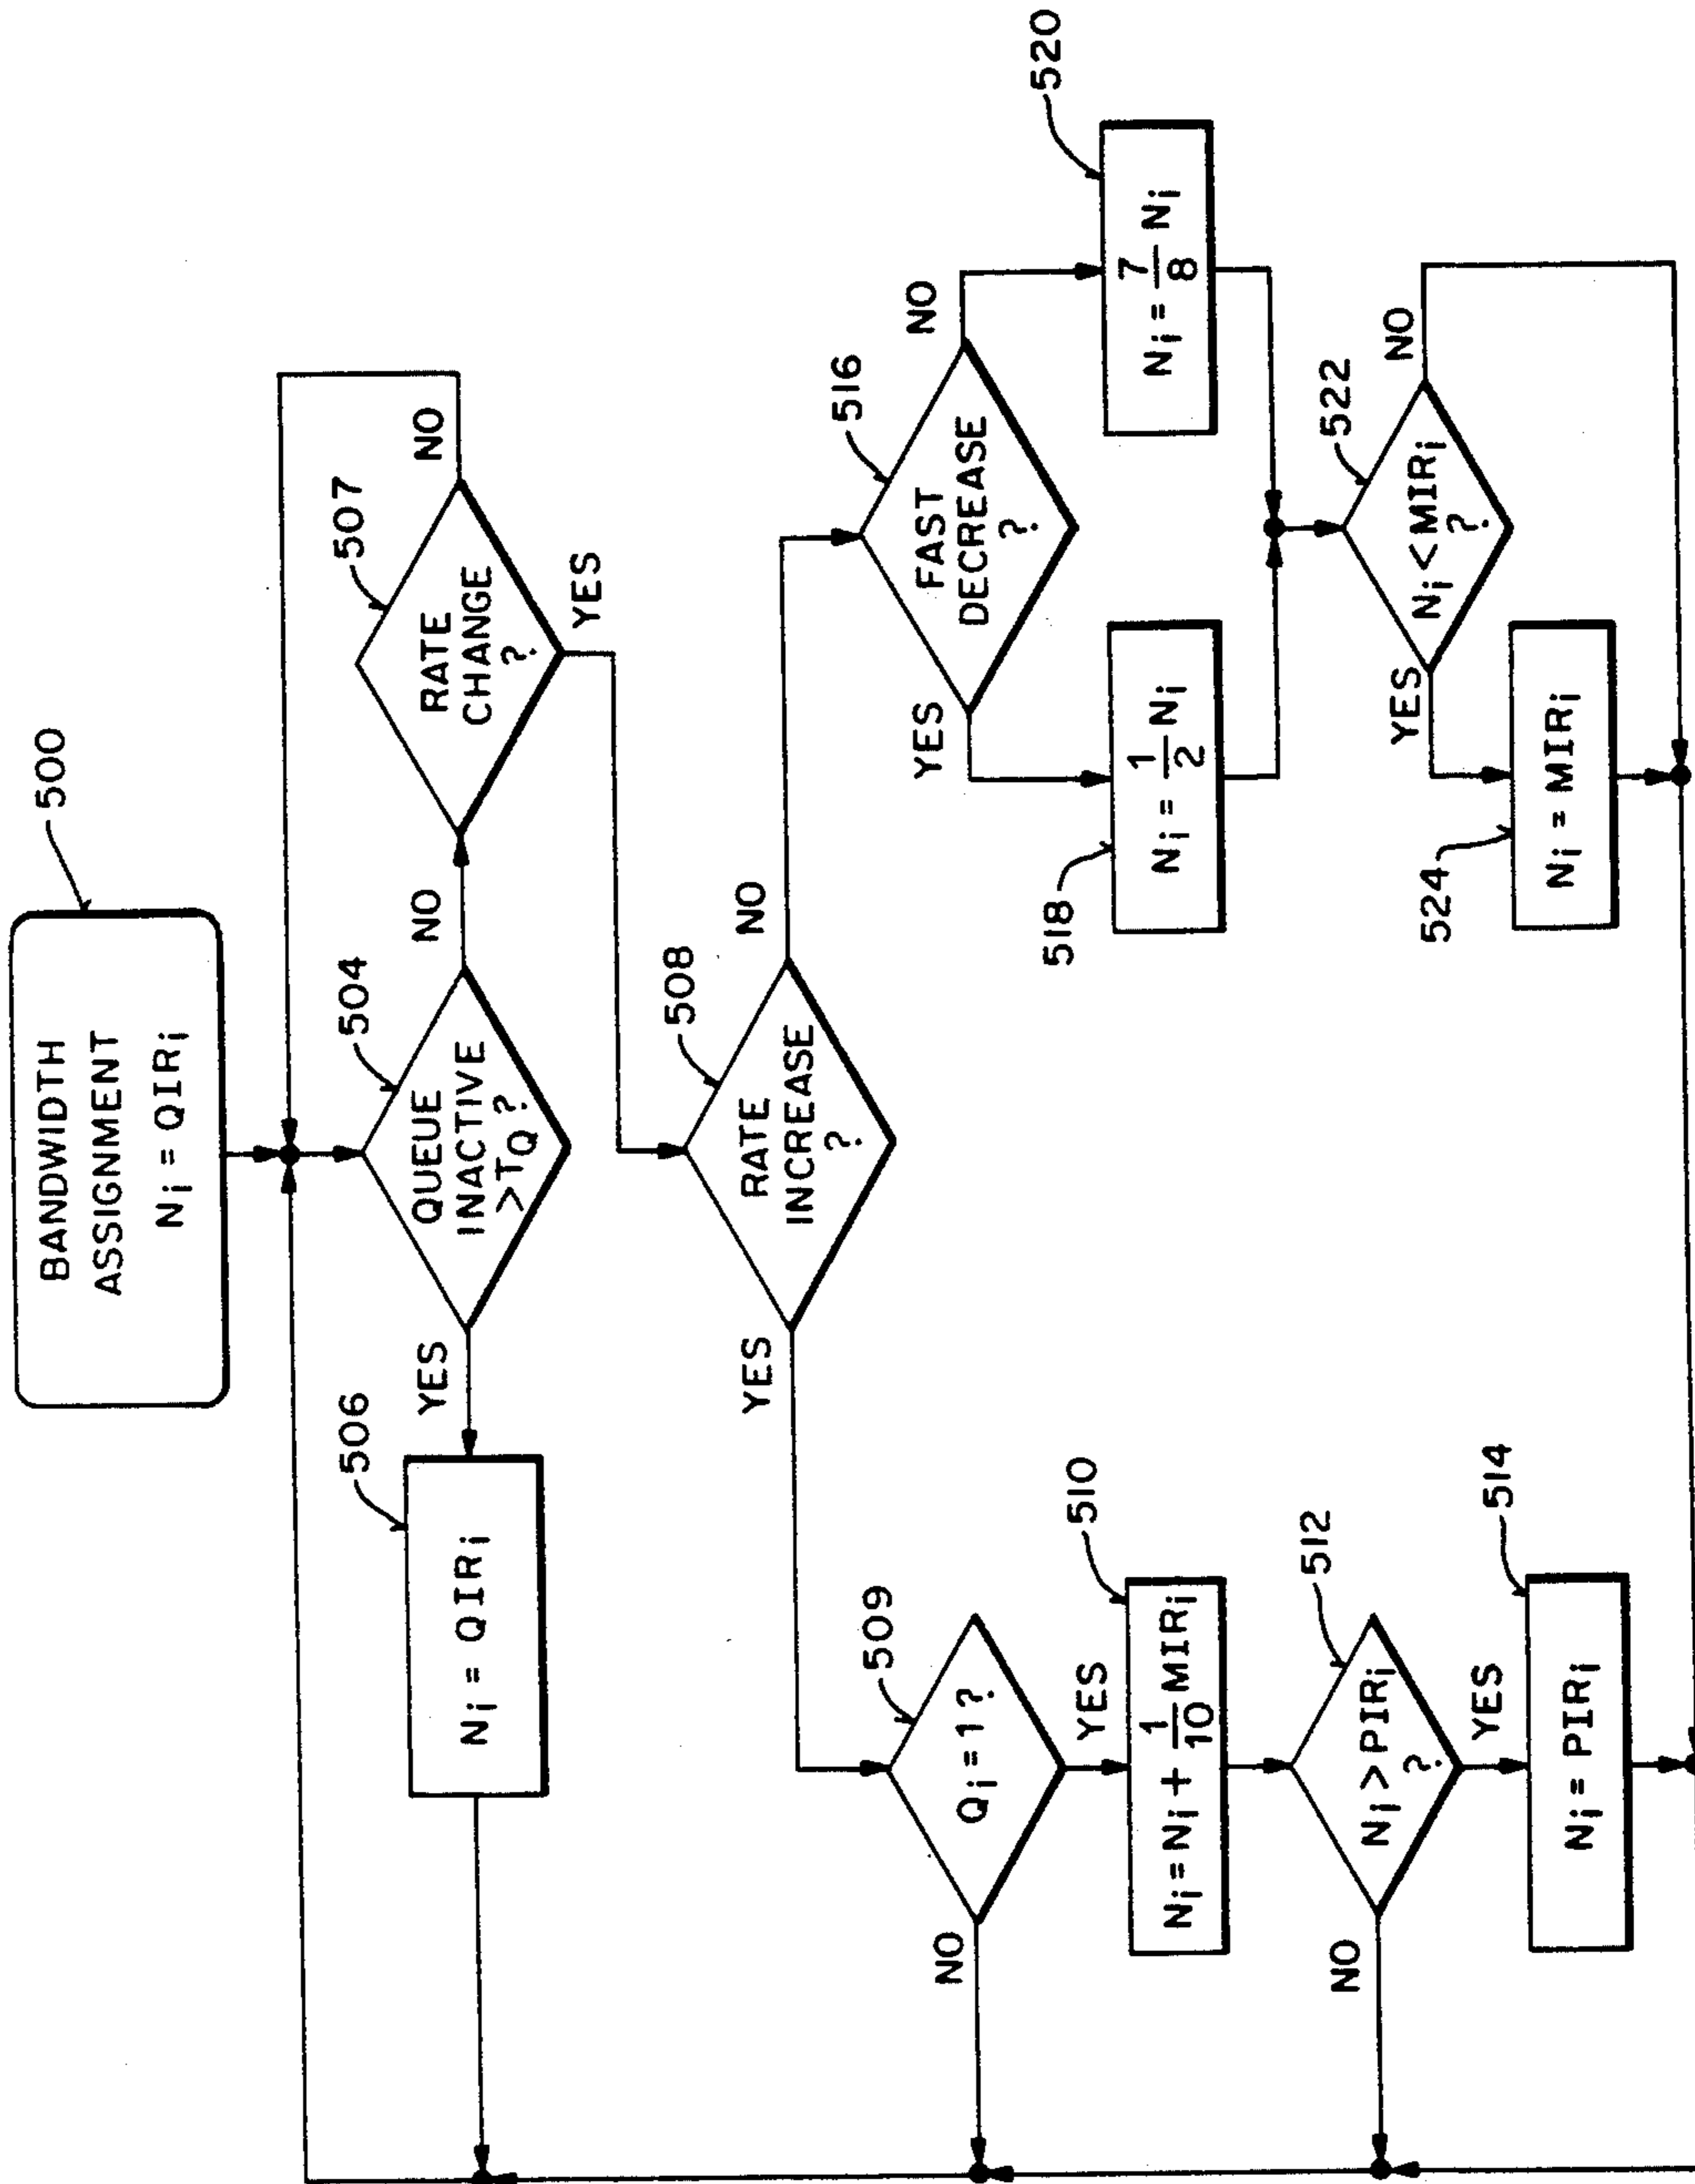 BANDWIDTH
ASSIGNMENT
Ni = QIRi
500
QUEUE
INACTIVE
>TQ ?
504
YES
NO
Ni = QIRi
506
RATE
CHANGE
?
507
NO
YES
RATE
INCREASE
?
508
YES
NO
Qi = 1 ?
509
NO
YES
Ni = Ni + 1/10 MIRi
510
Ni > PIRi
?
512
NO
YES
Ni = PIRi
514
FAST
DECREASE
?
516
YES
NO
Ni = 1/2 Ni
518
Ni = 7/8 Ni
520
Ni < MIRi
?
522
YES
NO
Ni = MIRi
524